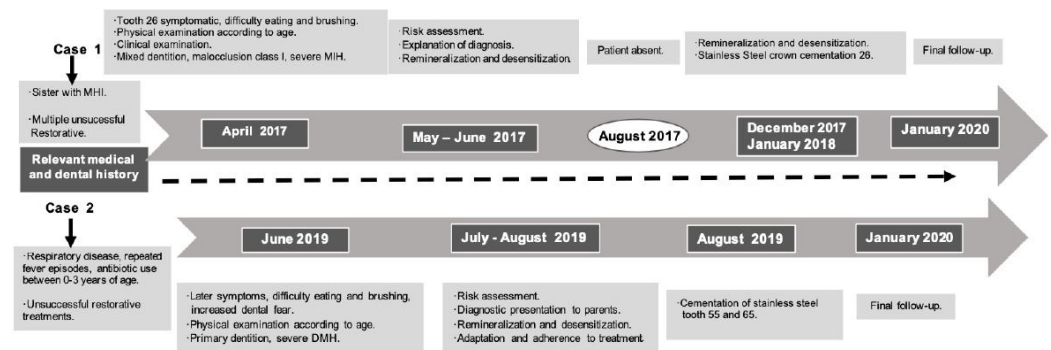 ·Tooth 26 symptomatic, difficulty eating and brushing.
·Physical examination according to age.
·Clinical examination.
·Mixed dentition, malocclusion class I, severe MIH.
·Risk assessment.
·Explanation of diagnosis.
·Remineralization and desensitization.
Patient absent.
·Remineralization and desensitization.
·Stainless Steel crown cementation 26.
Final follow-up.
Case 1
·Sister with MHI.
·Multiple unsucessful
Restorative.
April 2017
May – June 2017
August 2017
December 2017
January 2018
January 2020
Relevant medical
and dental history
Case 2
June 2019
July - August 2019
August 2019
January 2020
·Respiratory disease, repeated
fever episodes, antibiotic use
between 0-3 years of age.
·Unsuccessful restorative
treatments.
·Later symptoms, difficulty eating and brushing,
increased dental fear.
·Physical examination according to age.
·Primary dentition, severe DMH.
·Risk assessment.
·Diagnostic presentation to parents.
·Remineralization and desensitization.
·Adaptation and adherence to treatment.
·Cementation of stainless steel
tooth 55 and 65.
Final follow-up.